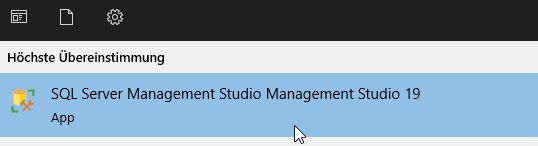 Höchste Übereinstimmung
SQL Server Management Studio Management Studio 19
App